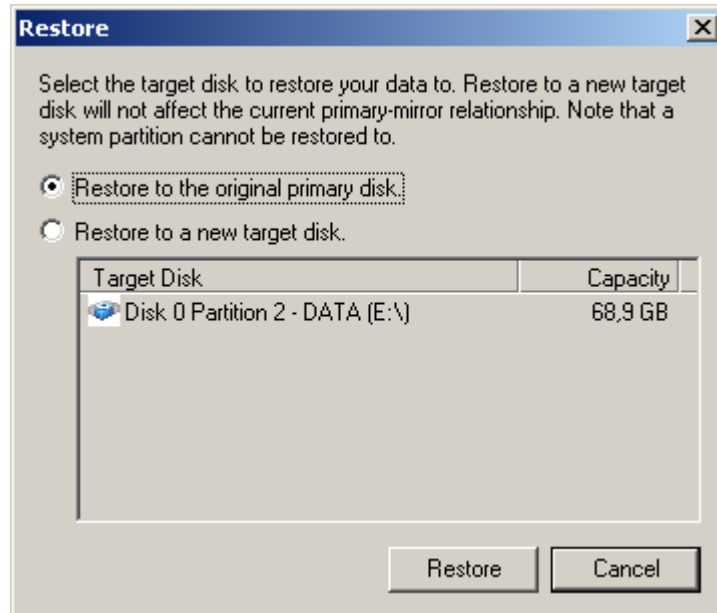 Restore
Select the target disk to restore your data to. Restore to a new target
disk will not affect the current primary-mirror relationship. Note that a
system partition cannot be restored to.
Restore to the original primary disk.
Restore to a new target disk.
Target Disk Capacity
Disk 0 Partition 2 - DATA (E:\) 68,9 GB
Restore Cancel